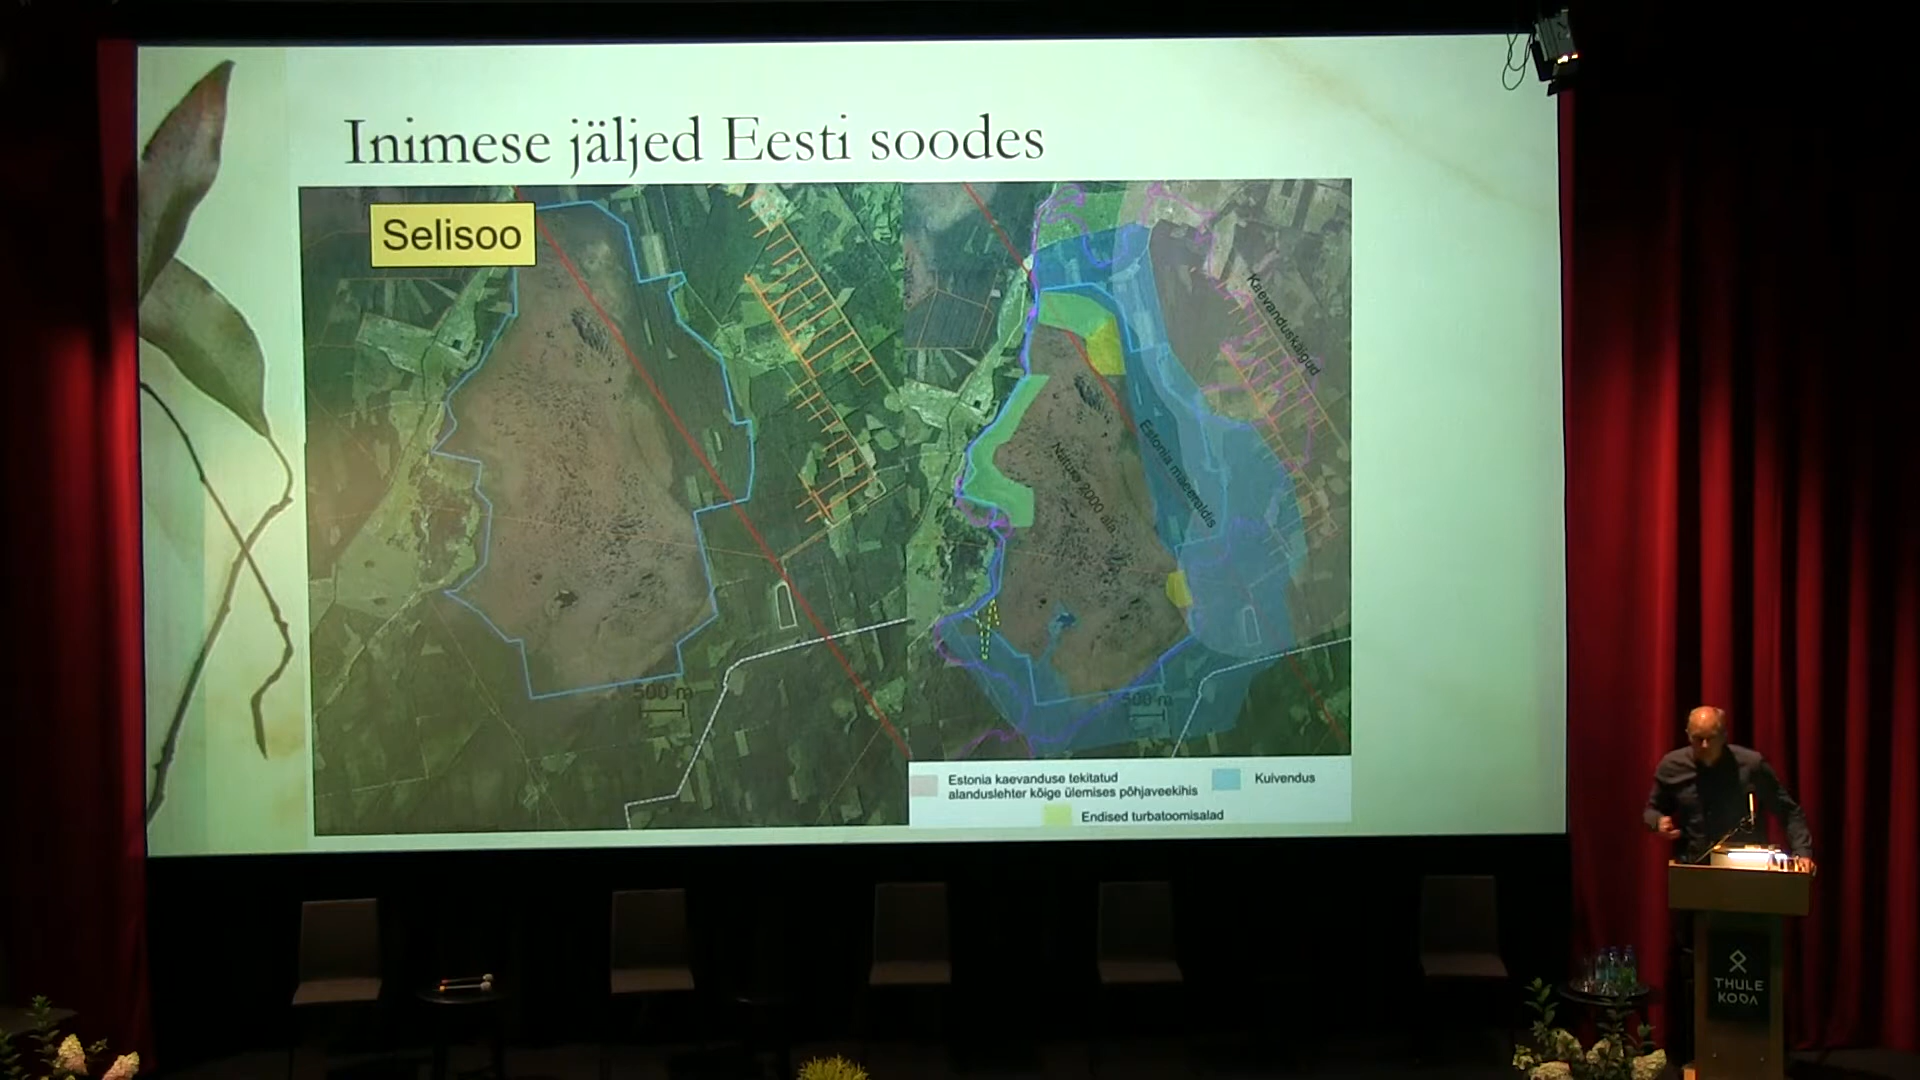 Inimese jäljed Eesti soodes
Selisoo
Kaevanduskäigud
Estonia mäeeraldis
Natura 2000 ala
500 m
500 m
Estonia kaevanduse tekitatud
alanduslehter kõige ülemises põhjaveekihis
Kuivendus
Endised turbatoomisalad
THULE
KODA